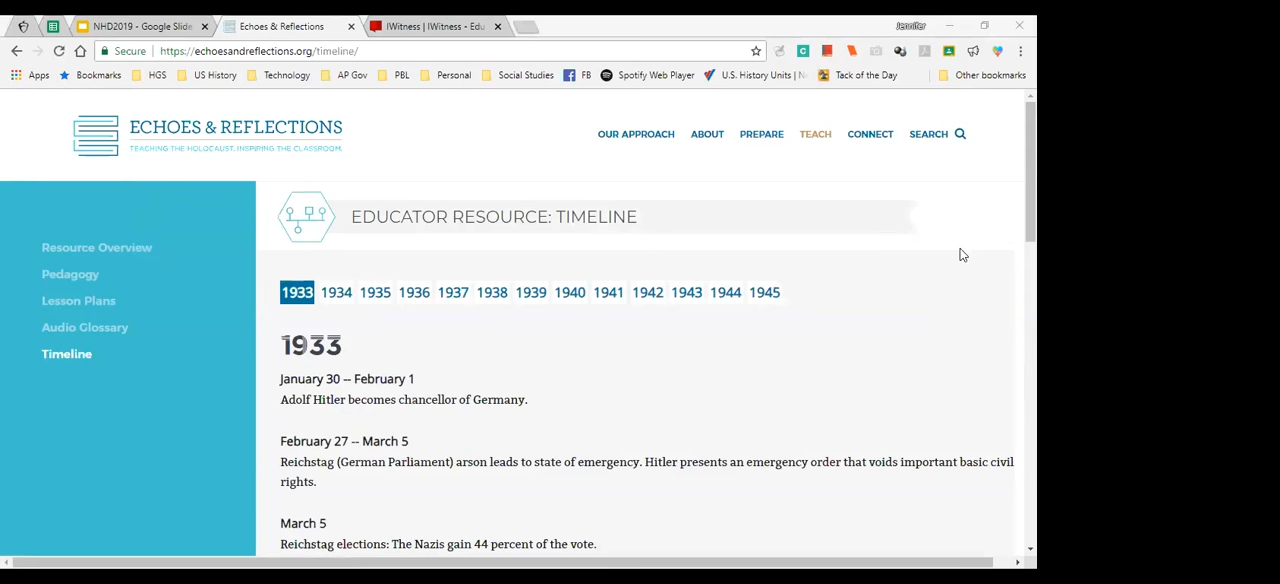 NHD2019 - Google Slide
Echoes & Reflections
IWitness | IWitness - Edu
Jennifer
Secure
https://echoesandreflections.org/timeline/
Apps
Bookmarks
HGS
US History
Technology
AP Gov
PBL
Personal
Social Studies
FB
Spotify Web Player
U.S. History Units | N
Tack of the Day
Other bookmarks
ECHOES & REFLECTIONS
TEACHING THE HOLOCAUST. INSPIRING THE CLASSROOM.
OUR APPROACH
ABOUT
PREPARE
TEACH
CONNECT
SEARCH
Resource Overview
Pedagogy
Lesson Plans
Audio Glossary
Timeline
EDUCATOR RESOURCE: TIMELINE
1933 1934 1935 1936 1937 1938 1939 1940 1941 1942 1943 1944 1945
1933
January 30 -- February 1
Adolf Hitler becomes chancellor of Germany.
February 27 -- March 5
Reichstag (German Parliament) arson leads to state of emergency. Hitler presents an emergency order that voids important basic civil
rights.
March 5
Reichstag elections: The Nazis gain 44 percent of the vote.